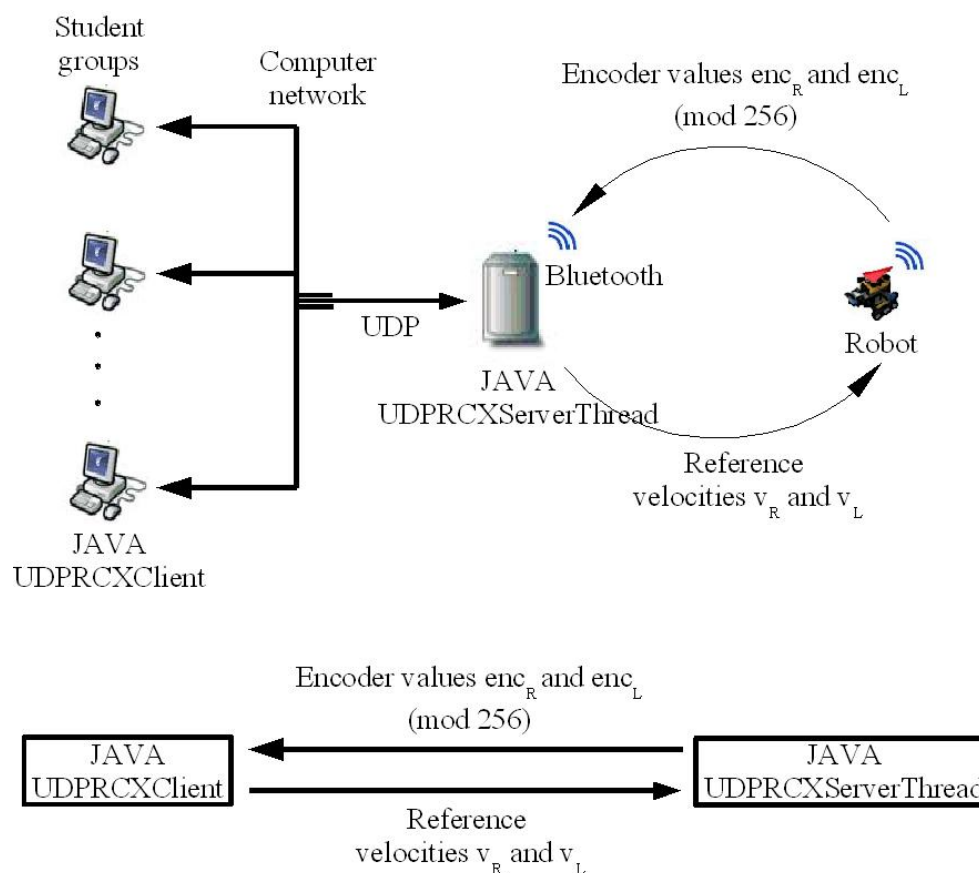 Student
groups
Computer
network
Encoder values enc_R and enc_L
(mod 256)
Bluetooth
UDP
Robot
JAVA
UDPRCXServerThread
Reference
velocities v_R and v_L
JAVA
UDPRCXClient
Encoder values enc_R and enc_L
(mod 256)
JAVA
UDPRCXClient
JAVA
UDPRCXServerThread
Reference
velocities v_R and v_L